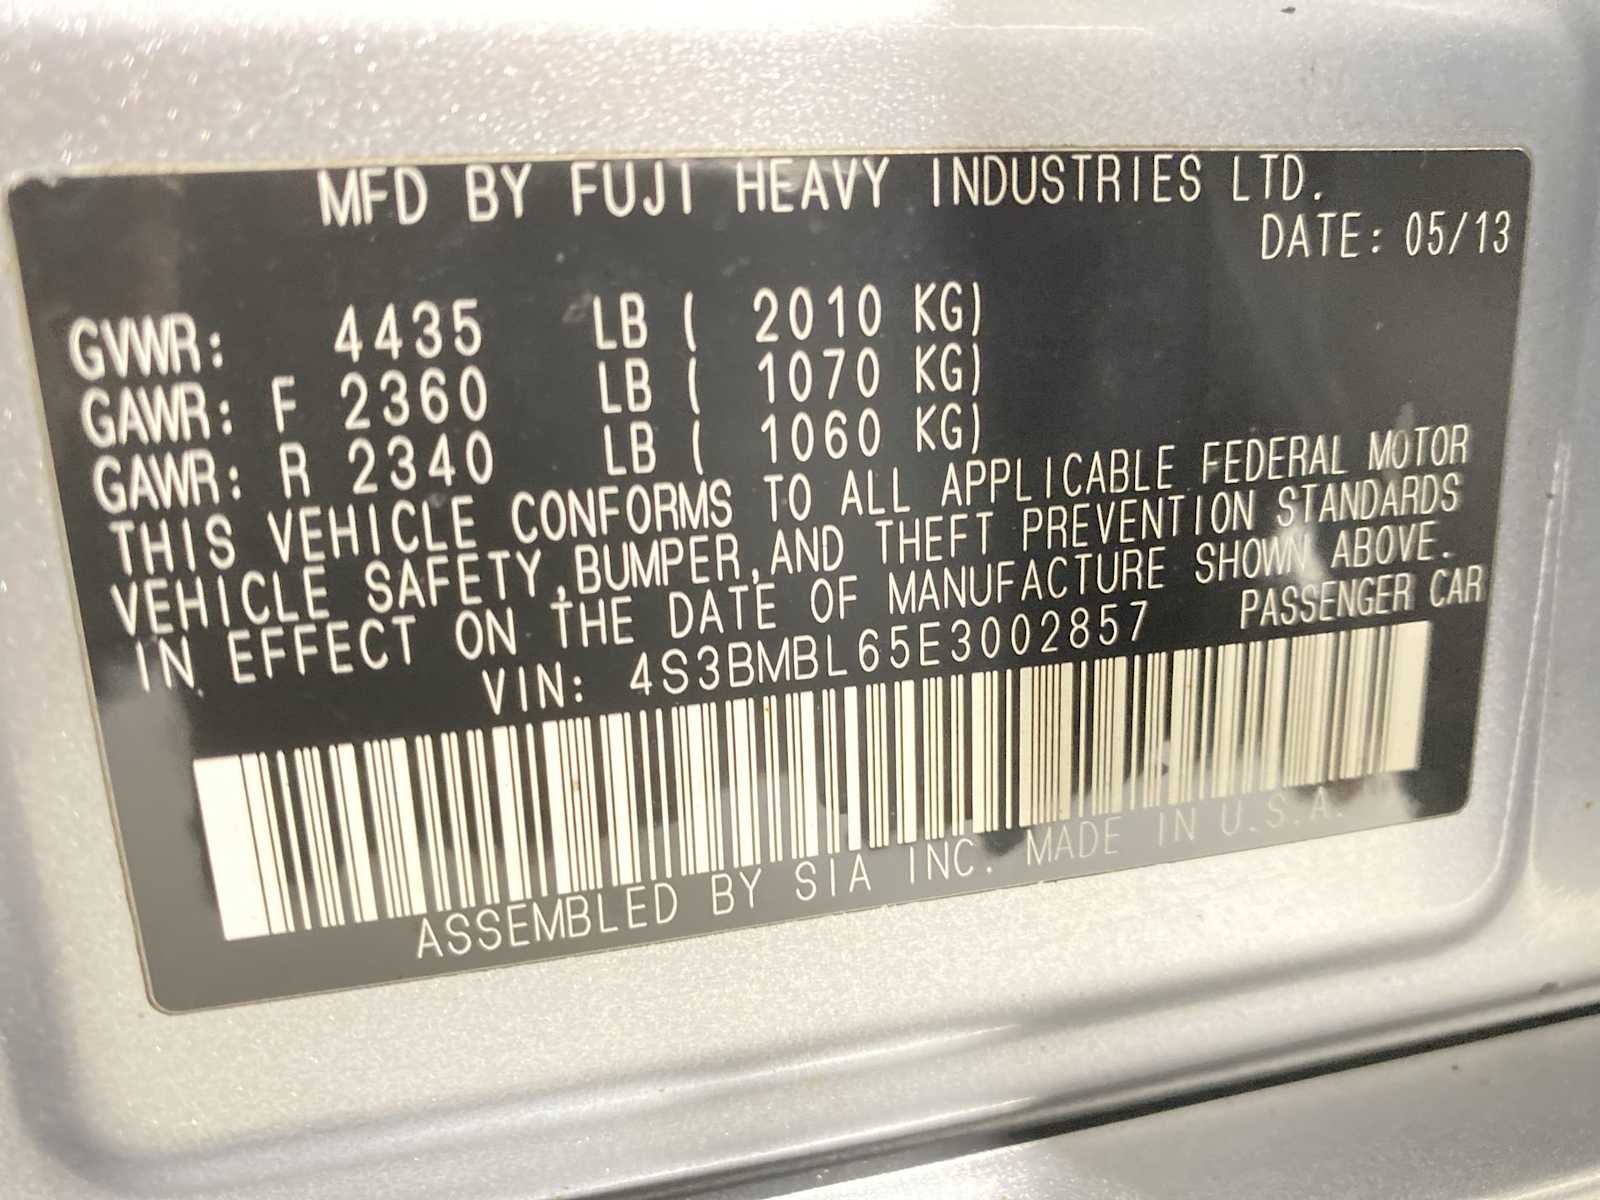 MFD BY FUJI HEAVY INDUSTRIES LTD.
DATE: 05/13
GVWR: 4435 LB ( 2010 KG)
GAWR: F 2360 LB ( 1070 KG)
GAWR: R 2340 LB ( 1060 KG)
THIS VEHICLE CONFORMS TO ALL APPLICABLE FEDERAL MOTOR
VEHICLE SAFETY,BUMPER,AND THEFT PREVENTION STANDARDS
IN EFFECT ON THE DATE OF MANUFACTURE SHOWN ABOVE.
VIN: 4S3BMBL65E3002857 PASSENGER CAR
ASSEMBLED BY SIA INC. MADE IN U.S.A.